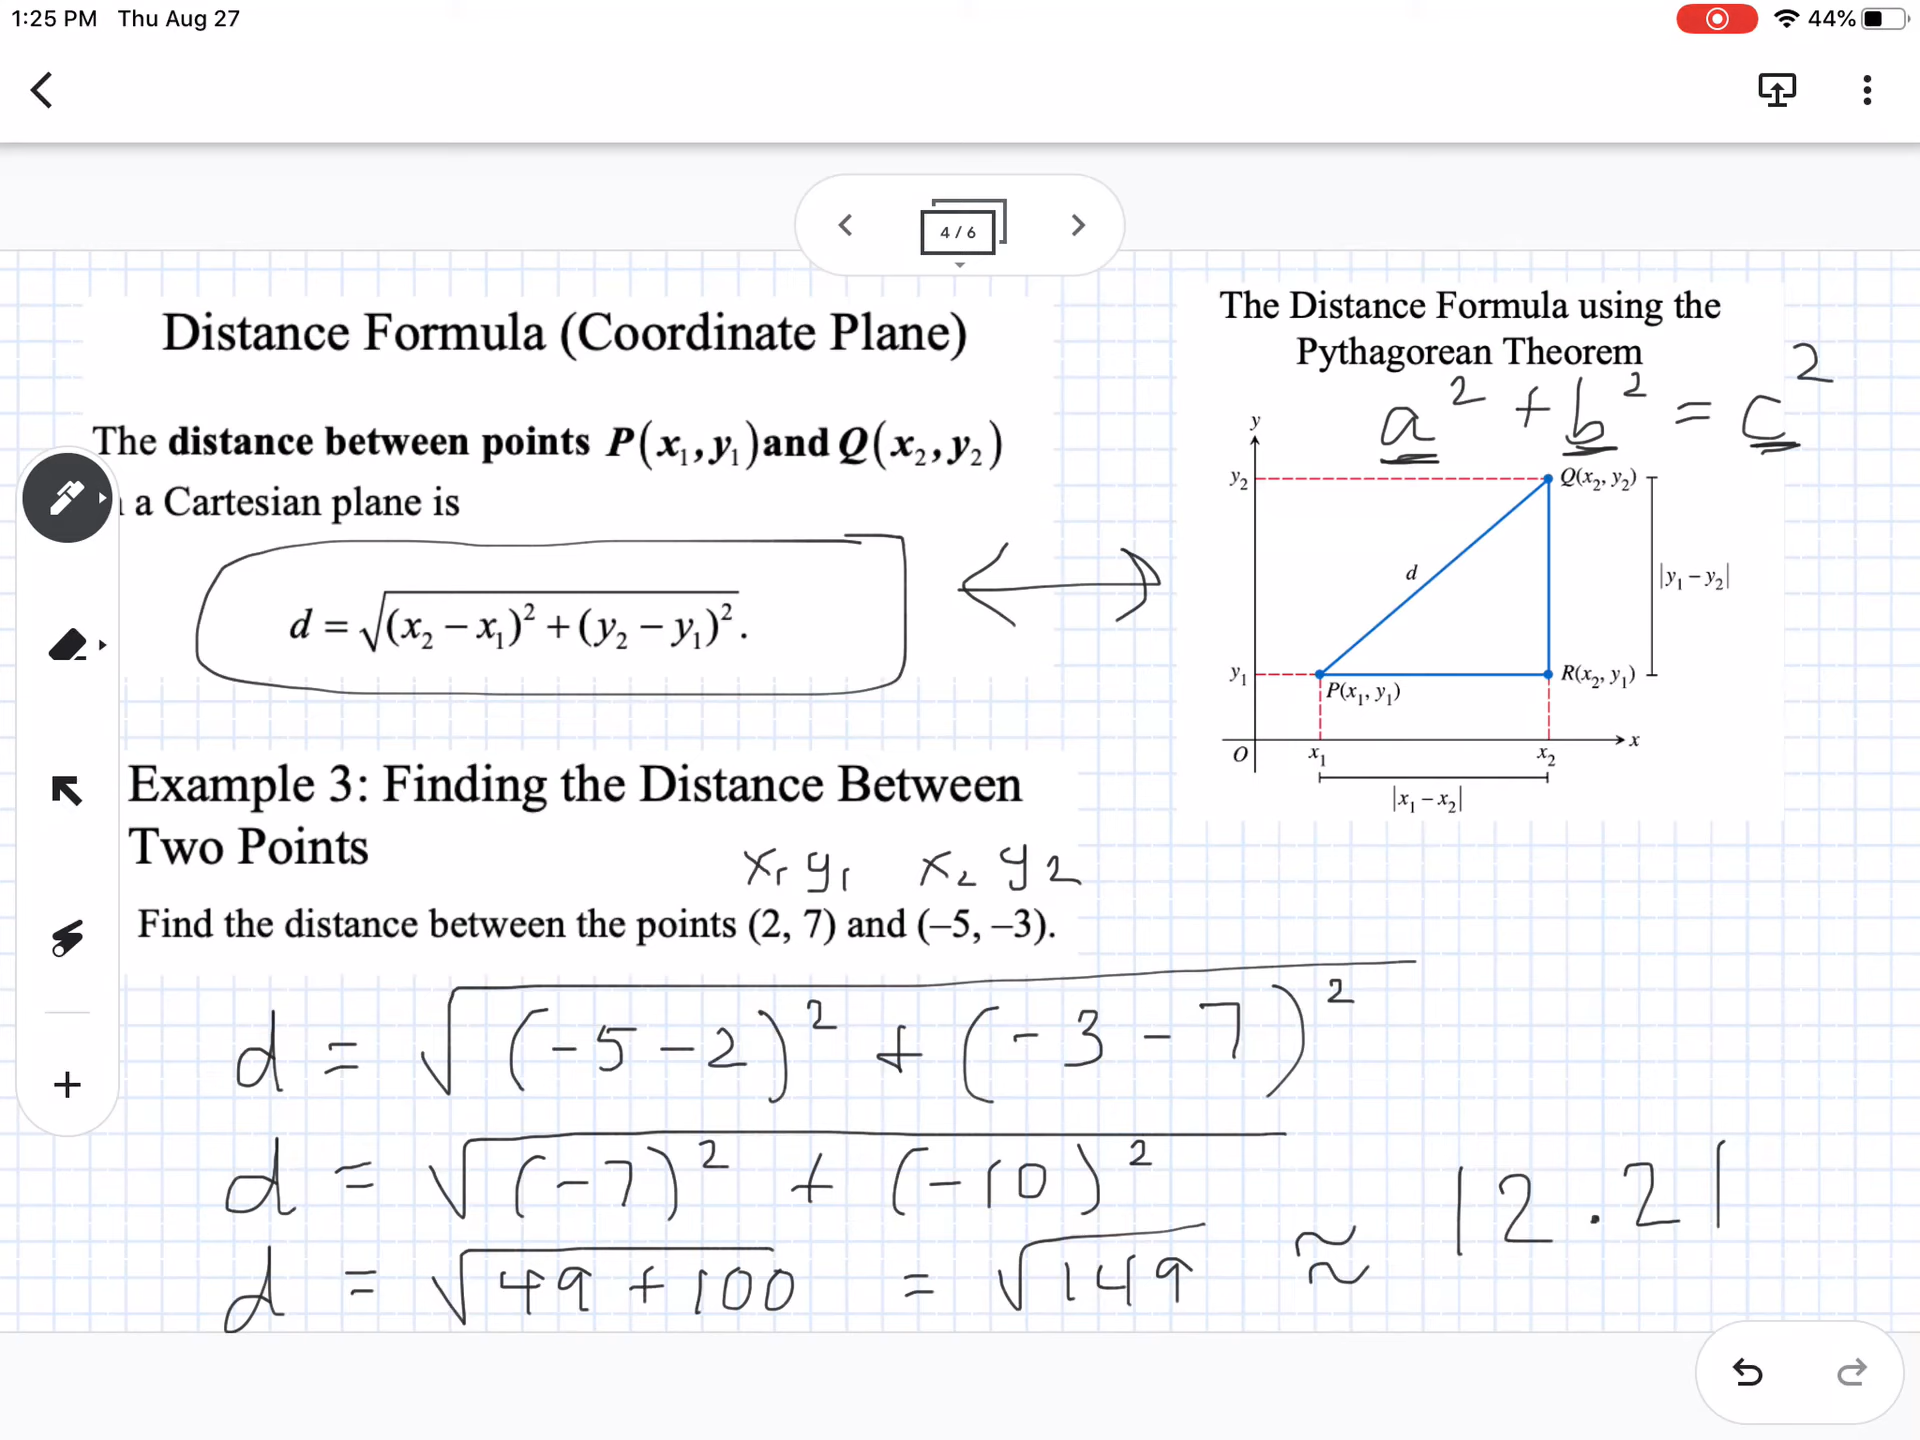 1:25 PM Thu Aug 27
44%
4 / 6
Distance Formula (Coordinate Plane)
The distance between points P(x₁, y₁) and Q(x₂, y₂)
a Cartesian plane is
d = √(x₂ − x₁)² + (y₂ − y₁)².
The Distance Formula using the
Pythagorean Theorem
a² + b² = c²
y
y₂
Q(x₂, y₂)
d
|y₁ − y₂|
y₁
P(x₁, y₁)
R(x₂, y₁)
O
x₁
x₂
x
|x₁ − x₂|
Example 3: Finding the Distance Between
Two Points
x₁ y₁ x₂ y₂
Find the distance between the points (2, 7) and (–5, –3).
d = √(-5-2)² + (-3-7)²
d = √(-7)² + (-10)²
d = √49 + 100 = √149 ≈ 12.21